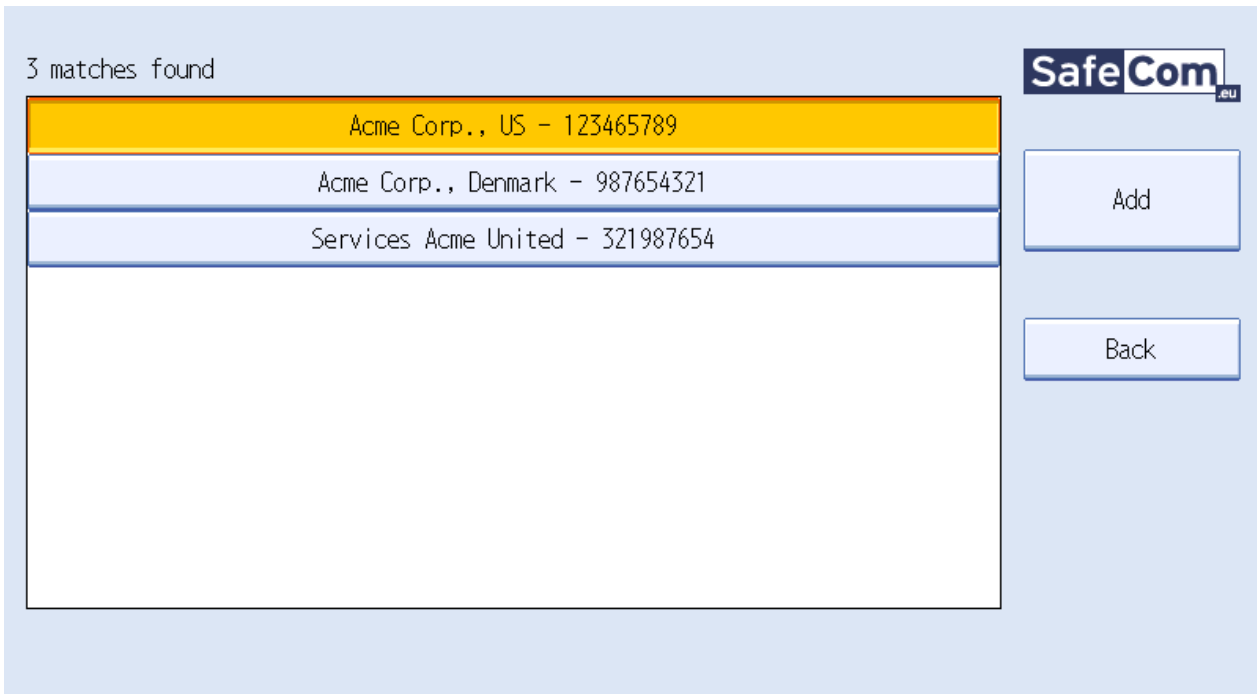 3 matches found
SafeCom.eu
Acme Corp., US - 123465789
Acme Corp., Denmark - 987654321
Services Acme United - 321987654
Add
Back